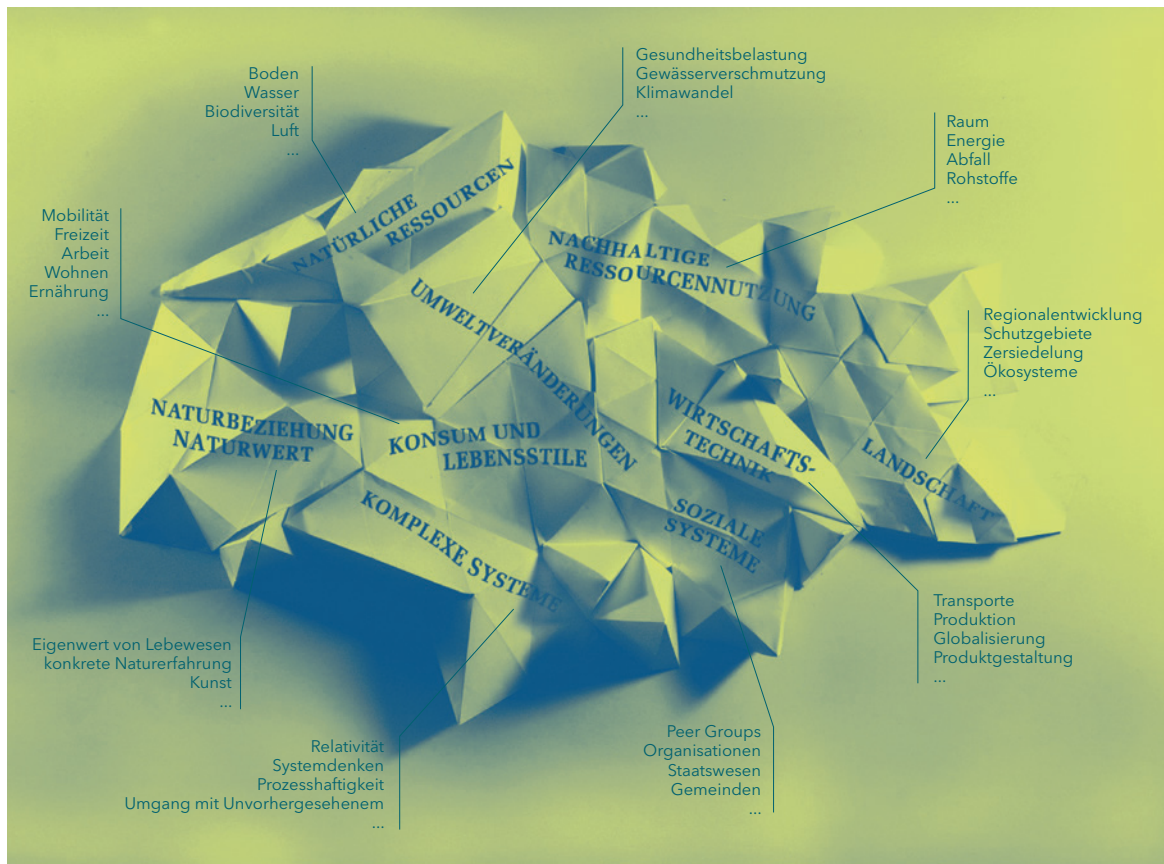 Boden
Wasser
Biodiversität
Luft
...
Gesundheitsbelastung
Gewässerverschmutzung
Klimawandel
...
Raum
Energie
Abfall
Rohstoffe
...
Mobilität
Freizeit
Arbeit
Wohnen
Ernährung
...
NATÜRLICHE
RESSOURCEN
NACHHALTIGE
RESSOURCENNUTZUNG
UMWELTVERÄNDERUNGEN
Regionalentwicklung
Schutzgebiete
Zersiedelung
Ökosysteme
...
NATURBEZIEHUNG
NATURWERT
KONSUM UND
LEBENSSTILE
WIRTSCHAFTS-
TECHNIK
LANDSCHAFT
KOMPLEXE SYSTEME
SOZIALE
SYSTEME
Eigenwert von Lebewesen
konkrete Naturerfahrung
Kunst
...
Transporte
Produktion
Globalisierung
Produktgestaltung
...
Relativität
Systemdenken
Prozesshaftigkeit
Umgang mit Unvorhergesehenem
...
Peer Groups
Organisationen
Staatswesen
Gemeinden
...